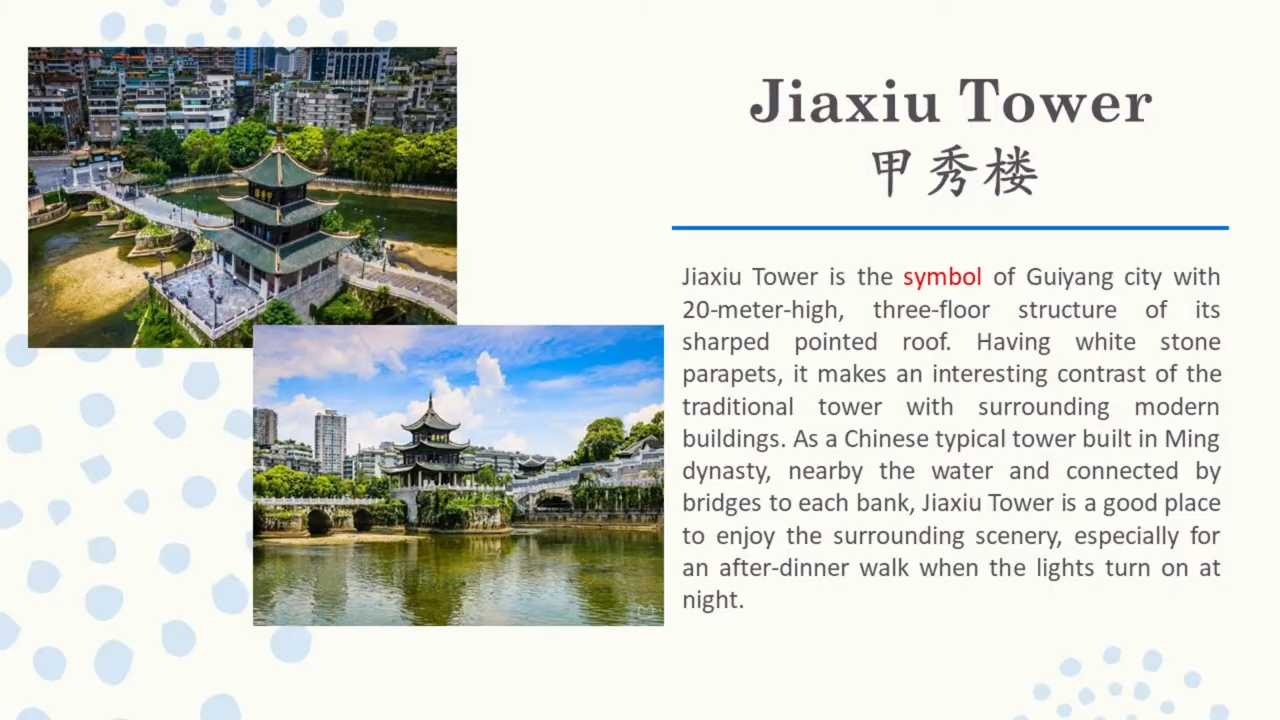 Jiaxiu Tower
甲秀楼
Jiaxiu Tower is the symbol of Guiyang city with
20-meter-high, three-floor structure of its
sharped pointed roof. Having white stone
parapets, it makes an interesting contrast of the
traditional tower with surrounding modern
buildings. As a Chinese typical tower built in Ming
dynasty, nearby the water and connected by
bridges to each bank, Jiaxiu Tower is a good place
to enjoy the surrounding scenery, especially for
an after-dinner walk when the lights turn on at
night.